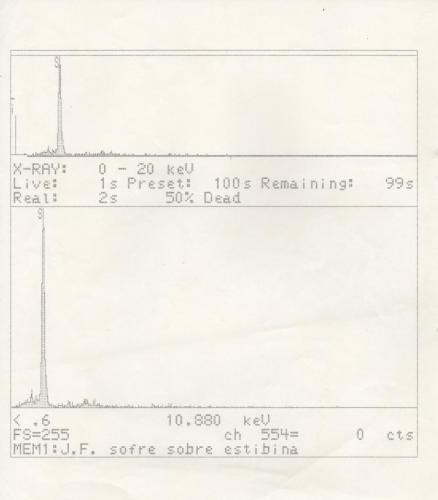 S
X-RAY: 0 - 20 keV
Live: 1s Preset: 100s Remaining: 99s
Real: 2s 50% Dead
S
< .6 10.880 keV
FS=255 ch 554= 0 cts
MEM1:J.F. sofre sobre estibina